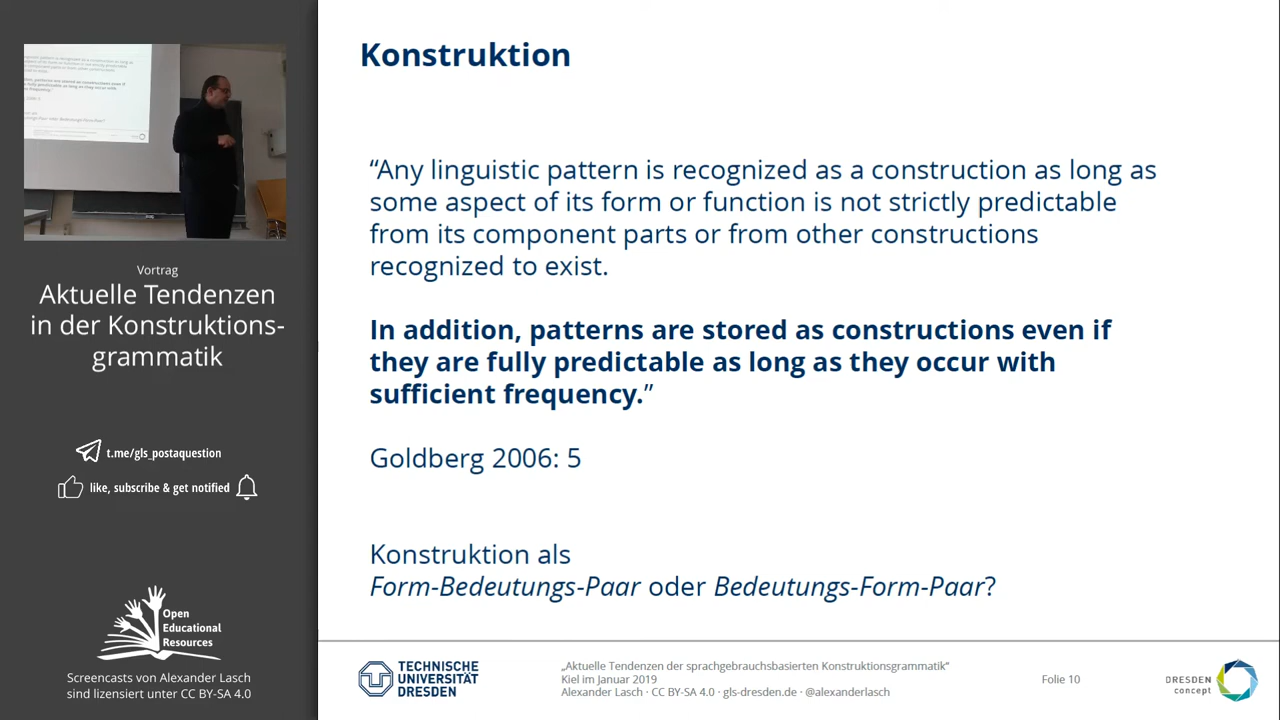 Konstruktion
“Any linguistic pattern is recognized as a construction as long as
some aspect of its form or function is not strictly predictable
from its component parts or from other constructions
recognized to exist.
In addition, patterns are stored as constructions even if
they are fully predictable as long as they occur with
sufficient frequency.”
Goldberg 2006: 5
Konstruktion als
Form-Bedeutungs-Paar oder Bedeutungs-Form-Paar?
Vortrag
Aktuelle Tendenzen
in der Konstruktions-
grammatik
t.me/gls_postaquestion
like, subscribe & get notified
Open
Educational
Resources
Screencasts von Alexander Lasch
sind lizensiert unter CC BY-SA 4.0
TECHNISCHE
UNIVERSITÄT
DRESDEN
„Aktuelle Tendenzen der sprachgebrauchsbasierten Konstruktionsgrammatik“
Kiel im Januar 2019
Alexander Lasch · CC BY-SA 4.0 · gls-dresden.de · @alexanderlasch
Folie 10
DRESDEN
concept